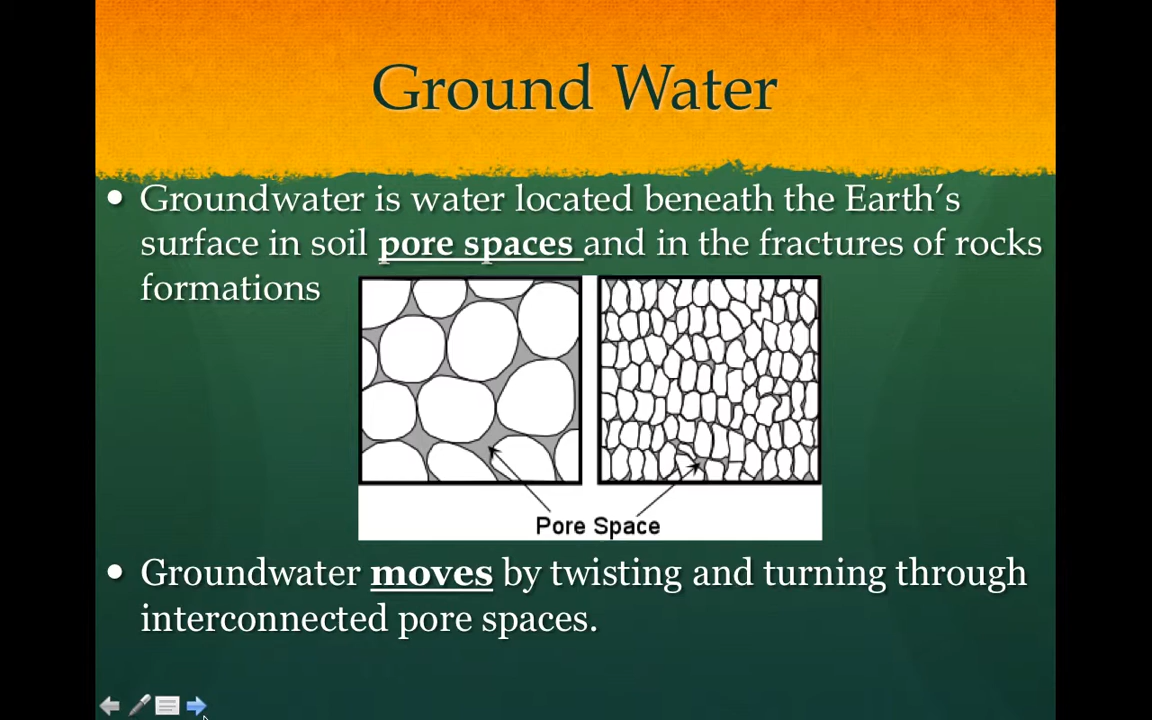 Ground Water
• Groundwater is water located beneath the Earth’s
surface in soil pore spaces and in the fractures of rocks
formations
Pore Space
• Groundwater moves by twisting and turning through
interconnected pore spaces.